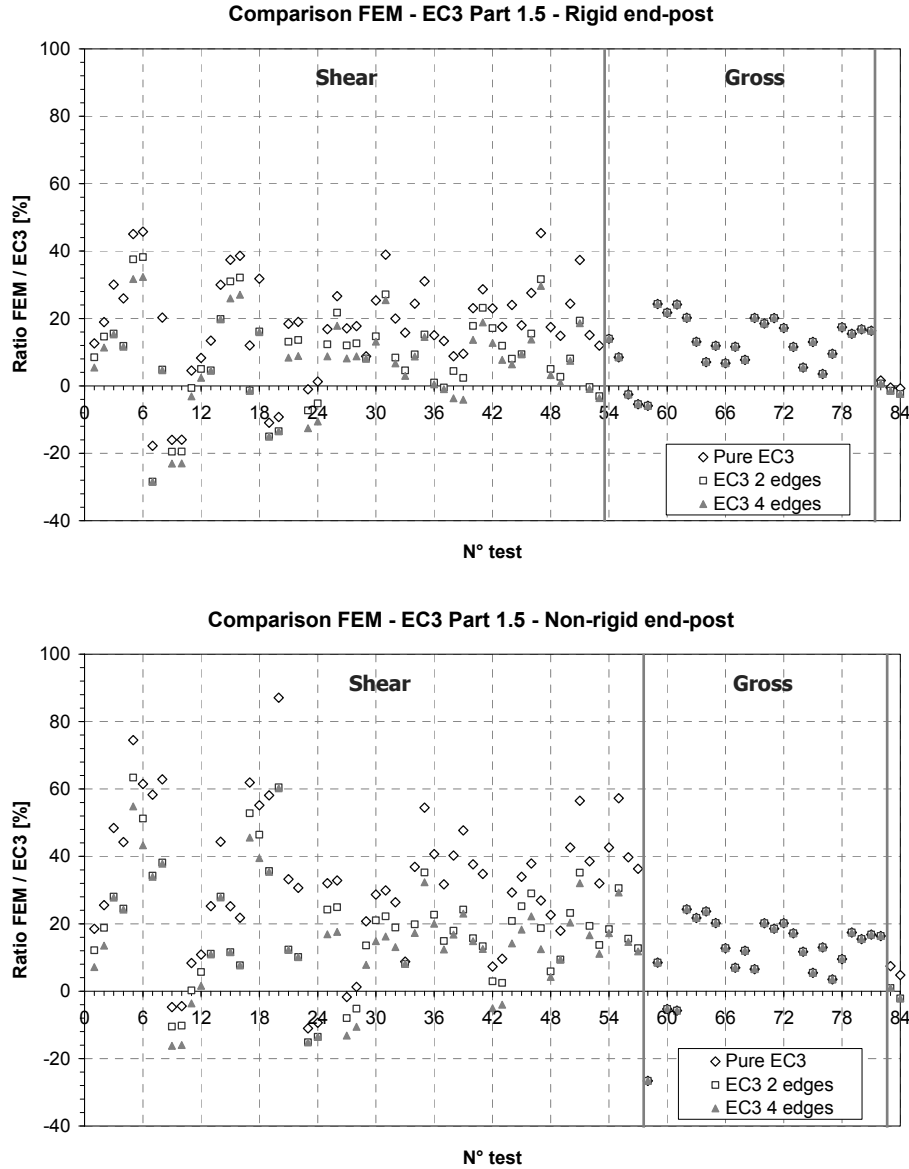 Comparison FEM - EC3 Part 1.5 - Rigid end-post
Ratio FEM / EC3 [%]
100
80
60
40
20
0
-20
-40
Shear
Gross
0 6 12 18 24 30 36 42 48 54 60 66 72 78 84
Pure EC3
EC3 2 edges
EC3 4 edges
N° test
Comparison FEM - EC3 Part 1.5 - Non-rigid end-post
Ratio FEM / EC3 [%]
100
80
60
40
20
0
-20
-40
Shear
Gross
0 6 12 18 24 30 36 42 48 54 60 66 72 78 84
Pure EC3
EC3 2 edges
EC3 4 edges
N° test